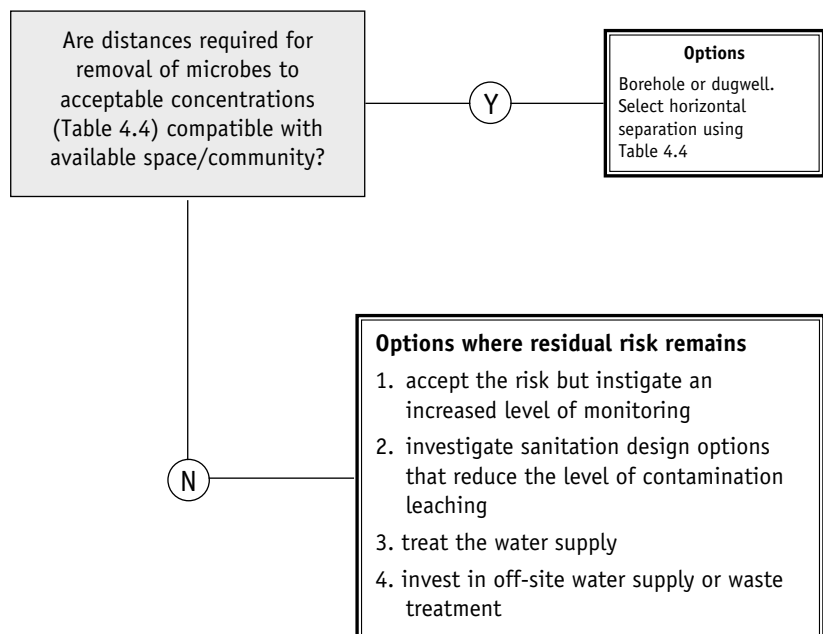 Are distances required for
removal of microbes to
acceptable concentrations
(Table 4.4) compatible with
available space/community?
Y
Options
Borehole or dugwell.
Select horizontal
separation using
Table 4.4
N
Options where residual risk remains
1. accept the risk but instigate an
increased level of monitoring
2. investigate sanitation design options
that reduce the level of contamination
leaching
3. treat the water supply
4. invest in off-site water supply or waste
treatment